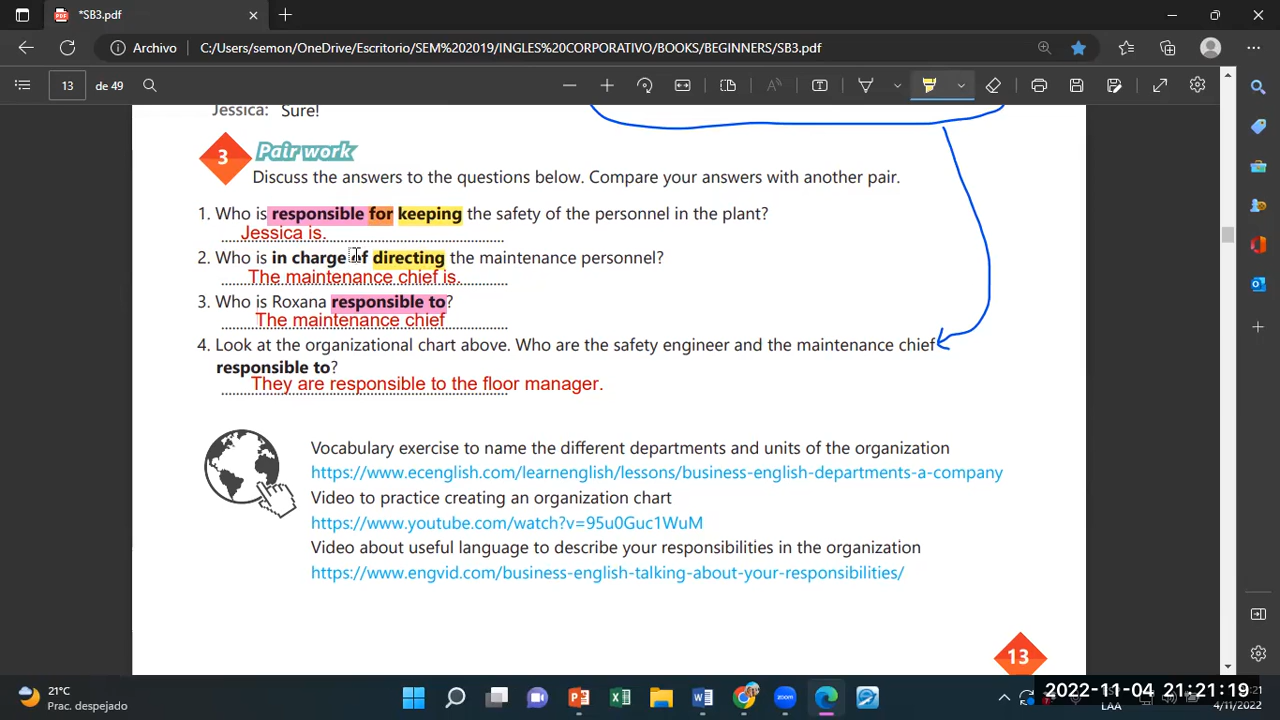 *SB3.pdf
Archivo C:/Users/semon/OneDrive/Escritorio/SEM%202019/INGLES%20CORPORATIVO/BOOKS/BEGINNERS/SB3.pdf
13 de 49
Jessica: Sure!
3 Pair work
Discuss the answers to the questions below. Compare your answers with another pair.
1. Who is responsible for keeping the safety of the personnel in the plant?
Jessica is.
2. Who is in charge of directing the maintenance personnel?
The maintenance chief is.
3. Who is Roxana responsible to?
The maintenance chief
4. Look at the organizational chart above. Who are the safety engineer and the maintenance chief
responsible to?
They are responsible to the floor manager.
Vocabulary exercise to name the different departments and units of the organization
https://www.ecenglish.com/learnenglish/lessons/business-english-departments-a-company
Video to practice creating an organization chart
https://www.youtube.com/watch?v=95u0Guc1WuM
Video about useful language to describe your responsibilities in the organization
https://www.engvid.com/business-english-talking-about-your-responsibilities/
13
21°C
Prac. despejado
2022-11-04 21:21:19
LAA
4/11/2022